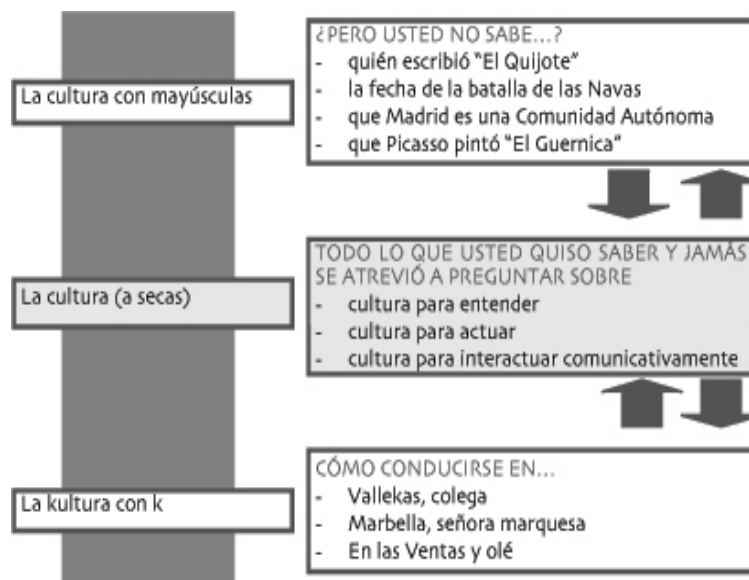 La cultura con mayúsculas
¿PERO USTED NO SABE...?
- quién escribió “El Quijote”
- la fecha de la batalla de las Navas
- que Madrid es una Comunidad Autónoma
- que Picasso pintó “El Guernica”
La cultura (a secas)
TODO LO QUE USTED QUISO SABER Y JAMÁS
SE ATREVIÓ A PREGUNTAR SOBRE
- cultura para entender
- cultura para actuar
- cultura para interactuar comunicativamente
La kultura con k
CÓMO CONDUCIRSE EN...
- Vallekas, colega
- Marbella, señora marquesa
- En las Ventas y olé